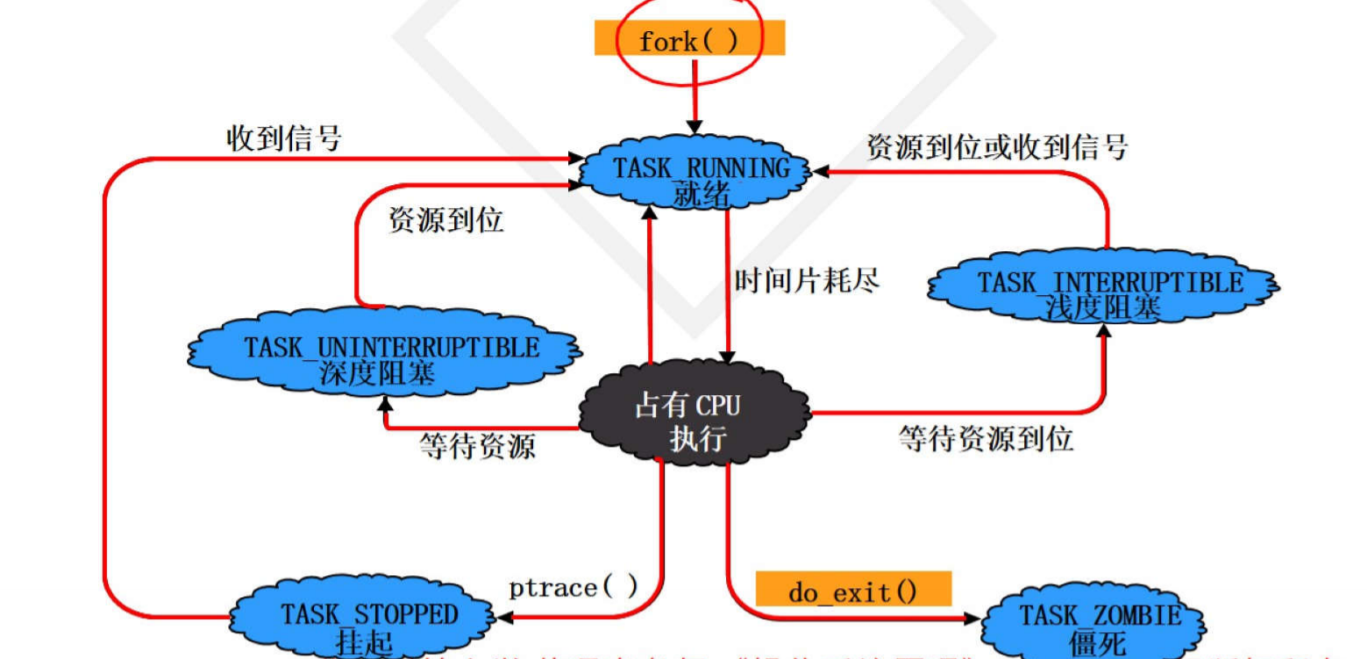 fork( )
收到信号
资源到位或收到信号
TASK_RUNNING
就绪
资源到位
时间片耗尽
TASK_INTERRUPTIBLE
浅度阻塞
TASK_UNINTERRUPTIBLE
深度阻塞
占有 CPU
执行
等待资源
等待资源到位
ptrace( )
do_exit()
TASK_STOPPED
挂起
TASK_ZOMBIE
僵死